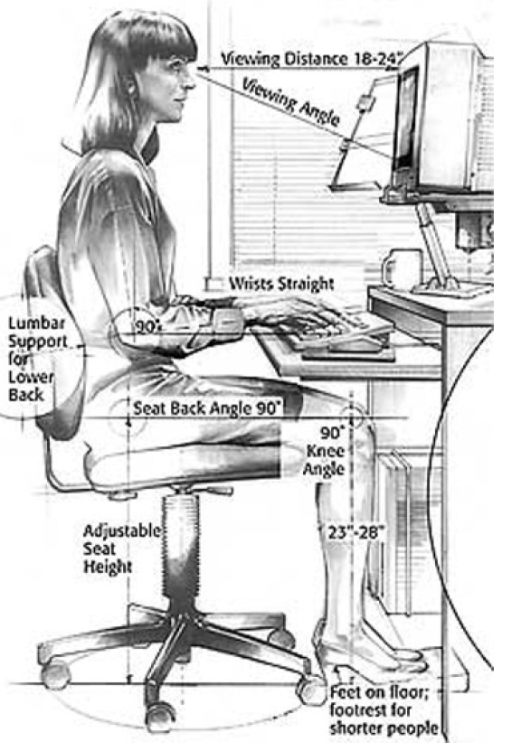 Viewing Distance 18-24"
Viewing Angle
Wrists Straight
90°
Lumbar
Support
for
Lower
Back
Seat Back Angle 90°
90°
Knee
Angle
Adjustable
Seat
Height
23"-28"
Feet on floor;
footrest for
shorter people